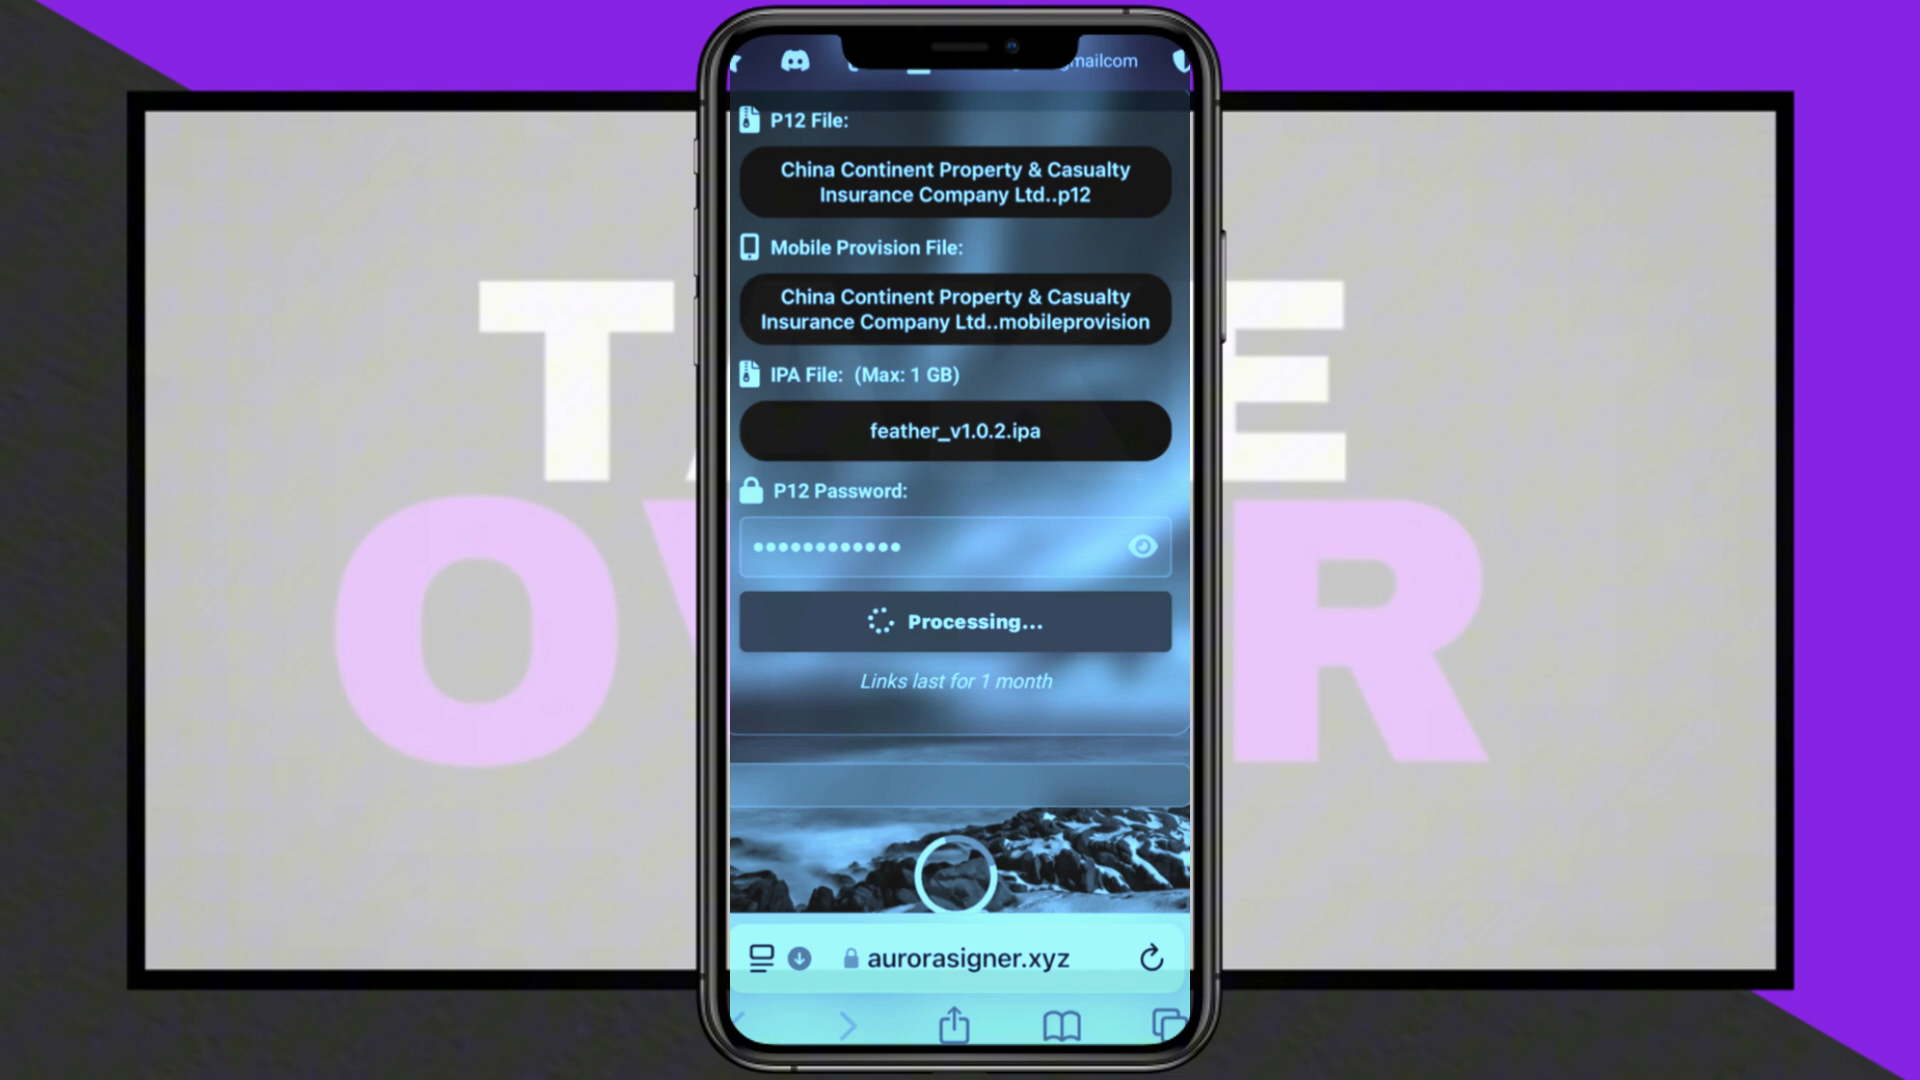 mailcom
P12 File:
China Continent Property & Casualty
Insurance Company Ltd..p12
Mobile Provision File:
China Continent Property & Casualty
Insurance Company Ltd..mobileprovision
IPA File: (Max: 1 GB)
feather_v1.0.2.ipa
P12 Password:
Processing...
Links last for 1 month
aurorasigner.xyz
T E
OV R